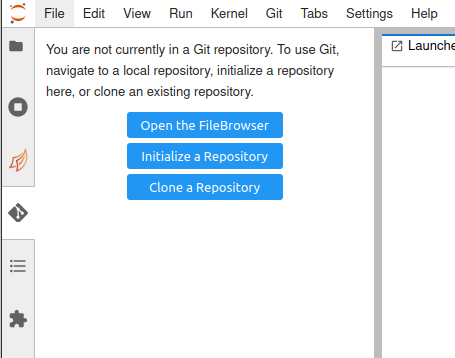 File Edit View Run Kernel Git Tabs Settings Help
You are not currently in a Git repository. To use Git,
navigate to a local repository, initialize a repository
here, or clone an existing repository.
Open the FileBrowser
Initialize a Repository
Clone a Repository
Launche